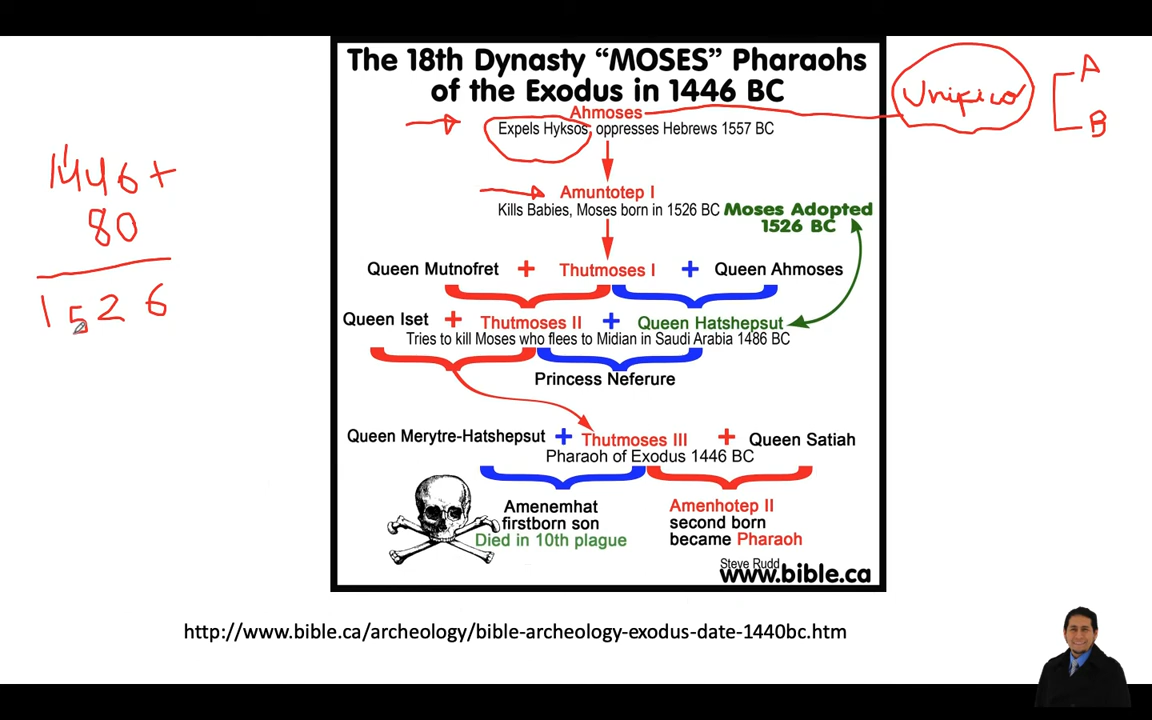 The 18th Dynasty “MOSES” Pharaohs
of the Exodus in 1446 BC
Ahmoses
Expels Hyksos, oppresses Hebrews 1557 BC
Unifico
A
B
1446+
80
1526
Amuntotep I
Kills Babies, Moses born in 1526 BC
Moses Adopted
1526 BC
Queen Mutnofret + Thutmoses I + Queen Ahmoses
Queen Iset + Thutmoses II + Queen Hatshepsut
Tries to kill Moses who flees to Midian in Saudi Arabia 1486 BC
Princess Neferure
Queen Merytre-Hatshepsut + Thutmoses III + Queen Satiah
Pharaoh of Exodus 1446 BC
Amenemhat
firstborn son
Died in 10th plague
Amenhotep II
second born
became Pharaoh
Steve Rudd
www.bible.ca
http://www.bible.ca/archeology/bible-archeology-exodus-date-1440bc.htm